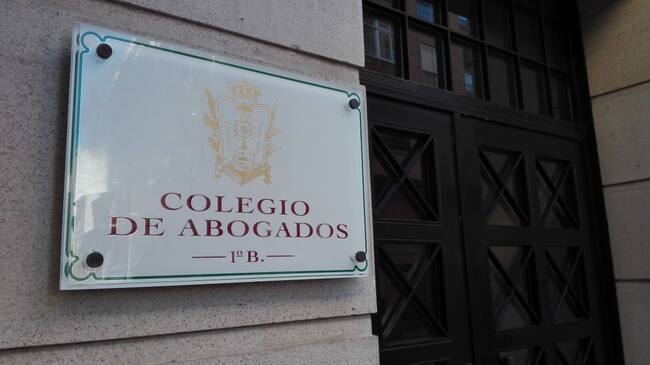 COLEGIO
DE ABOGADOS
1º B.